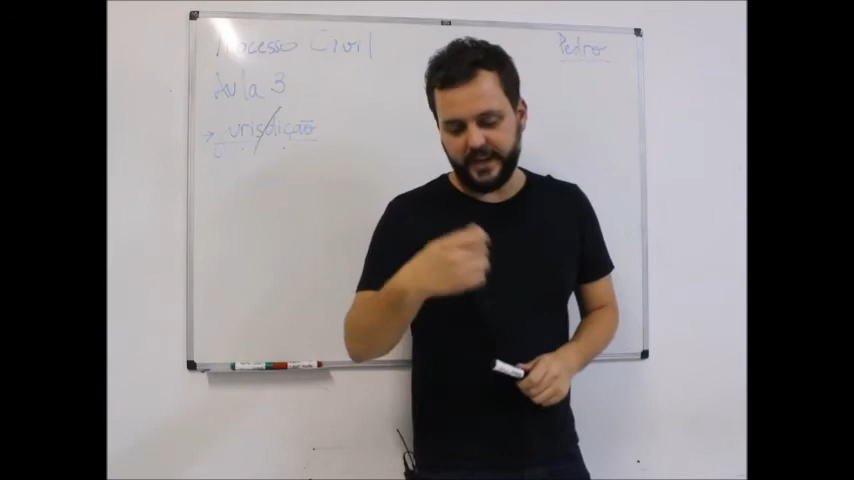 Processo Civil
Pedro
Aula 3
→ Jurisdição